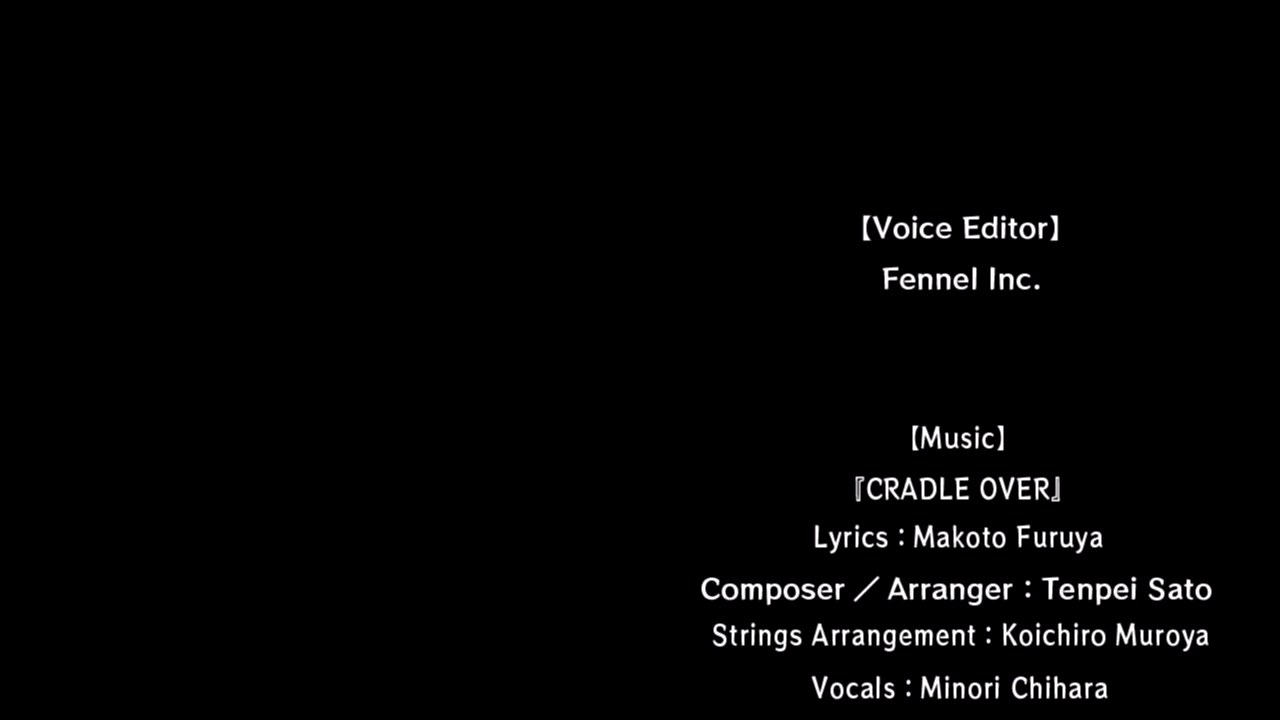 【Voice Editor】
Fennel Inc.
【Music】
『CRADLE OVER』
Lyrics：Makoto Furuya
Composer ／ Arranger：Tenpei Sato
Strings Arrangement：Koichiro Muroya
Vocals：Minori Chihara